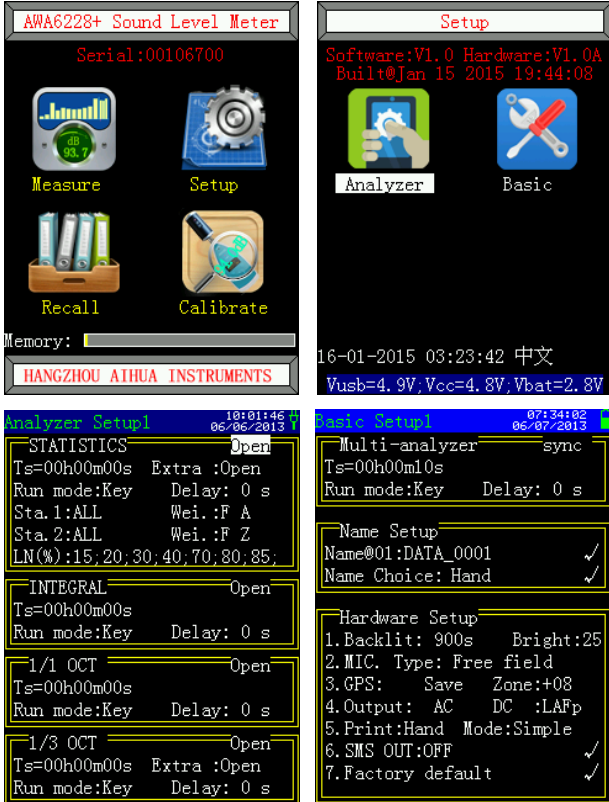 AWA6228+ Sound Level Meter
Serial:00106700
dB
93.7
Measure
Setup
Recall
Calibrate
Memory:
HANGZHOU AIHUA INSTRUMENTS
Setup
Software:V1.0 Hardware:V1.0A
Built@Jan 15 2015 19:44:08
Analyzer
Basic
16-01-2015 03:23:42 中文
Vusb=4.9V;Vcc=4.8V;Vbat=2.8V
Analyzer Setup1
10:01:46
06/06/2013
STATISTICS Open
Ts=00h00m00s Extra :Open
Run mode:Key Delay: 0 s
Sta.1:ALL Wei.:F A
Sta.2:ALL Wei.:F Z
LN(%):15;20;30;40;70;80;85;
INTEGRAL Open
Ts=00h00m00s
Run mode:Key Delay: 0 s
1/1 OCT Open
Ts=00h00m00s
Run mode:Key Delay: 0 s
1/3 OCT Open
Ts=00h00m00s Extra :Open
Run mode:Key Delay: 0 s
Basic Setup1
07:34:02
06/07/2013
Multi-analyzer sync
Ts=00h00m10s
Run mode:Key Delay: 0 s
Name Setup
Name@01:DATA_0001 ✓
Name Choice: Hand ✓
Hardware Setup
1.Backlit: 900s Bright:25
2.MIC. Type: Free field
3.GPS: Save Zone:+08
4.Output: AC DC :LAFp
5.Print:Hand Mode:Simple
6.SMS OUT:OFF ✓
7.Factory default ✓